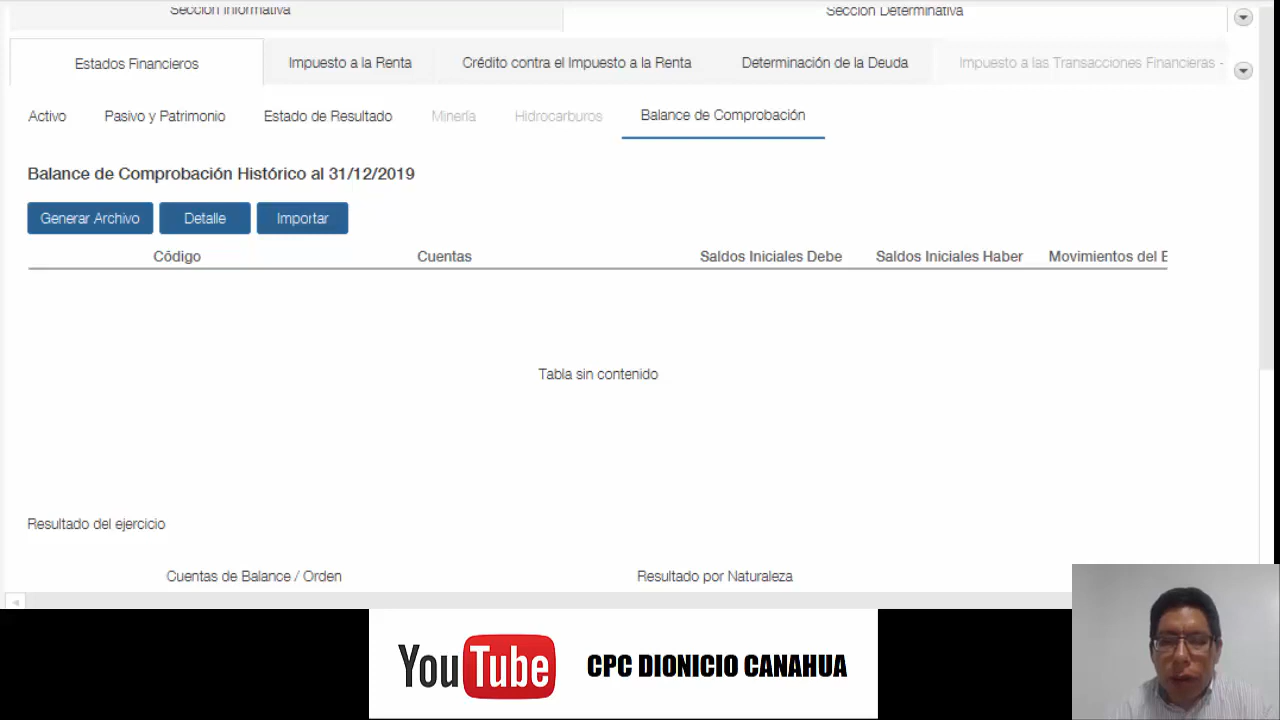 Sección Informativa
Sección Determinativa
Estados Financieros
Impuesto a la Renta
Crédito contra el Impuesto a la Renta
Determinación de la Deuda
Impuesto a las Transacciones Financieras -
Activo
Pasivo y Patrimonio
Estado de Resultado
Minería
Hidrocarburos
Balance de Comprobación
Balance de Comprobación Histórico al 31/12/2019
Generar Archivo
Detalle
Importar
Código
Cuentas
Saldos Iniciales Debe
Saldos Iniciales Haber
Movimientos del E
Tabla sin contenido
Resultado del ejercicio
Cuentas de Balance / Orden
Resultado por Naturaleza
YouTube
CPC DIONICIO CANAHUA